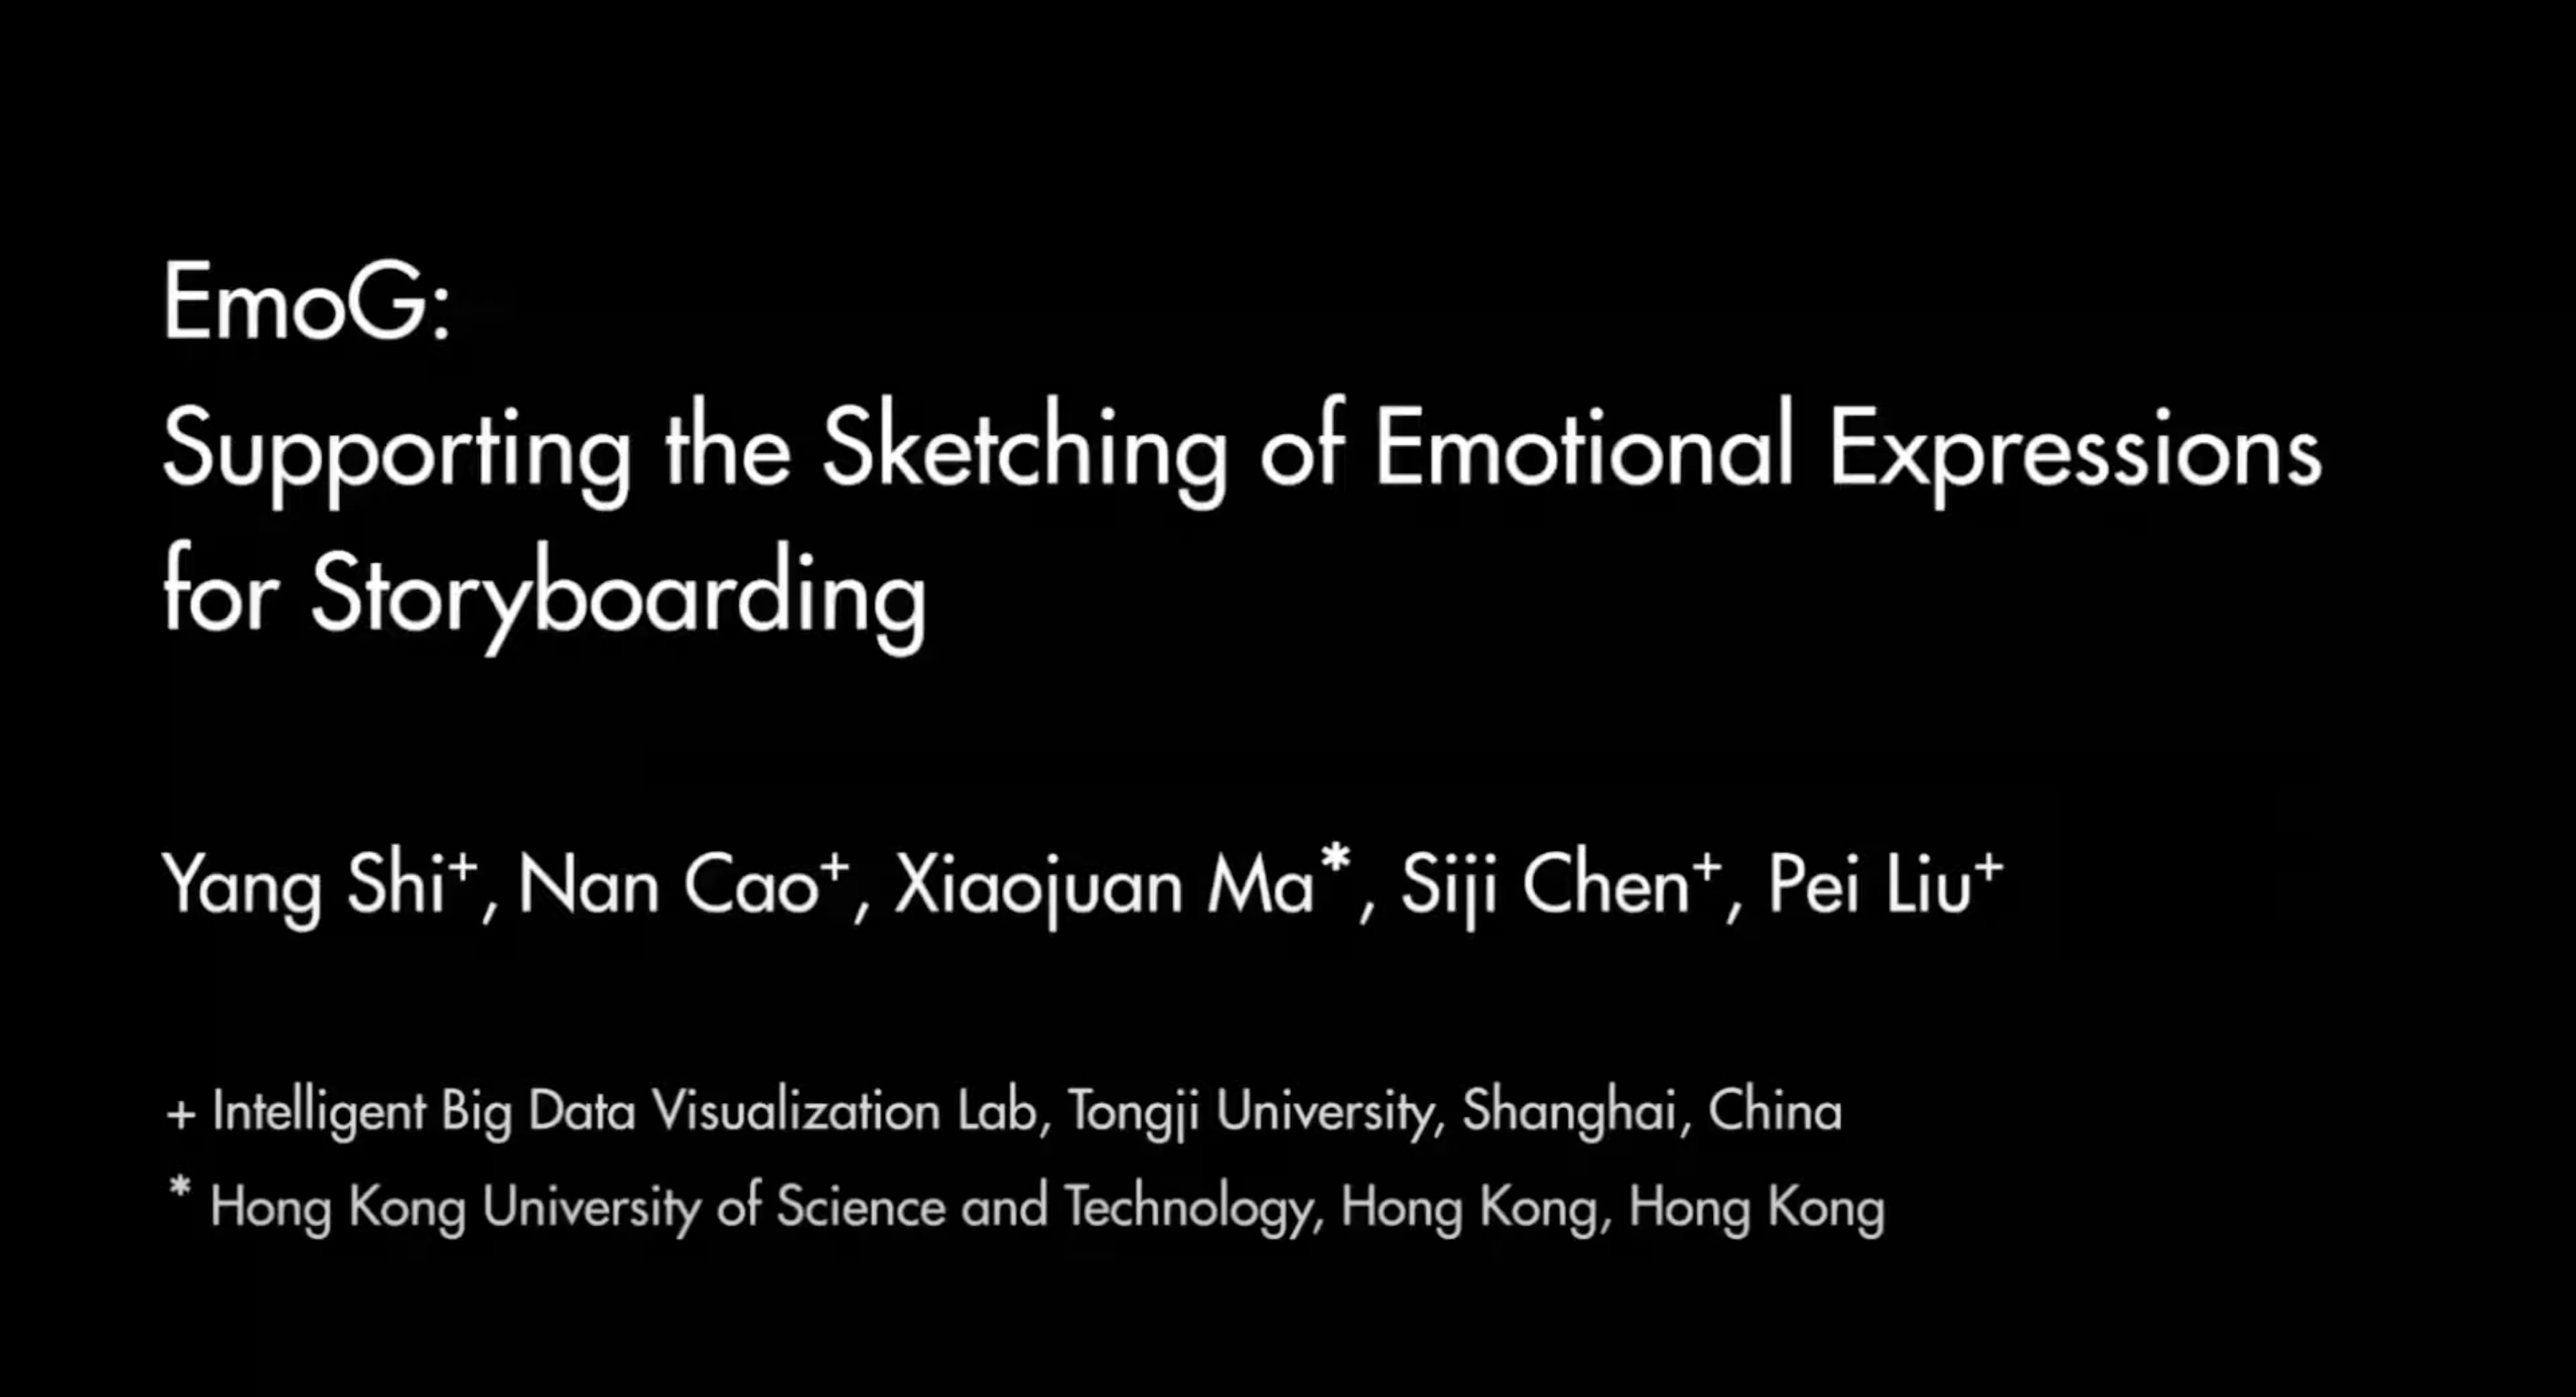 EmoG:
Supporting the Sketching of Emotional Expressions
for Storyboarding
Yang Shi⁺, Nan Cao⁺, Xiaojuan Ma*, Siji Chen⁺, Pei Liu⁺
+ Intelligent Big Data Visualization Lab, Tongji University, Shanghai, China
* Hong Kong University of Science and Technology, Hong Kong, Hong Kong